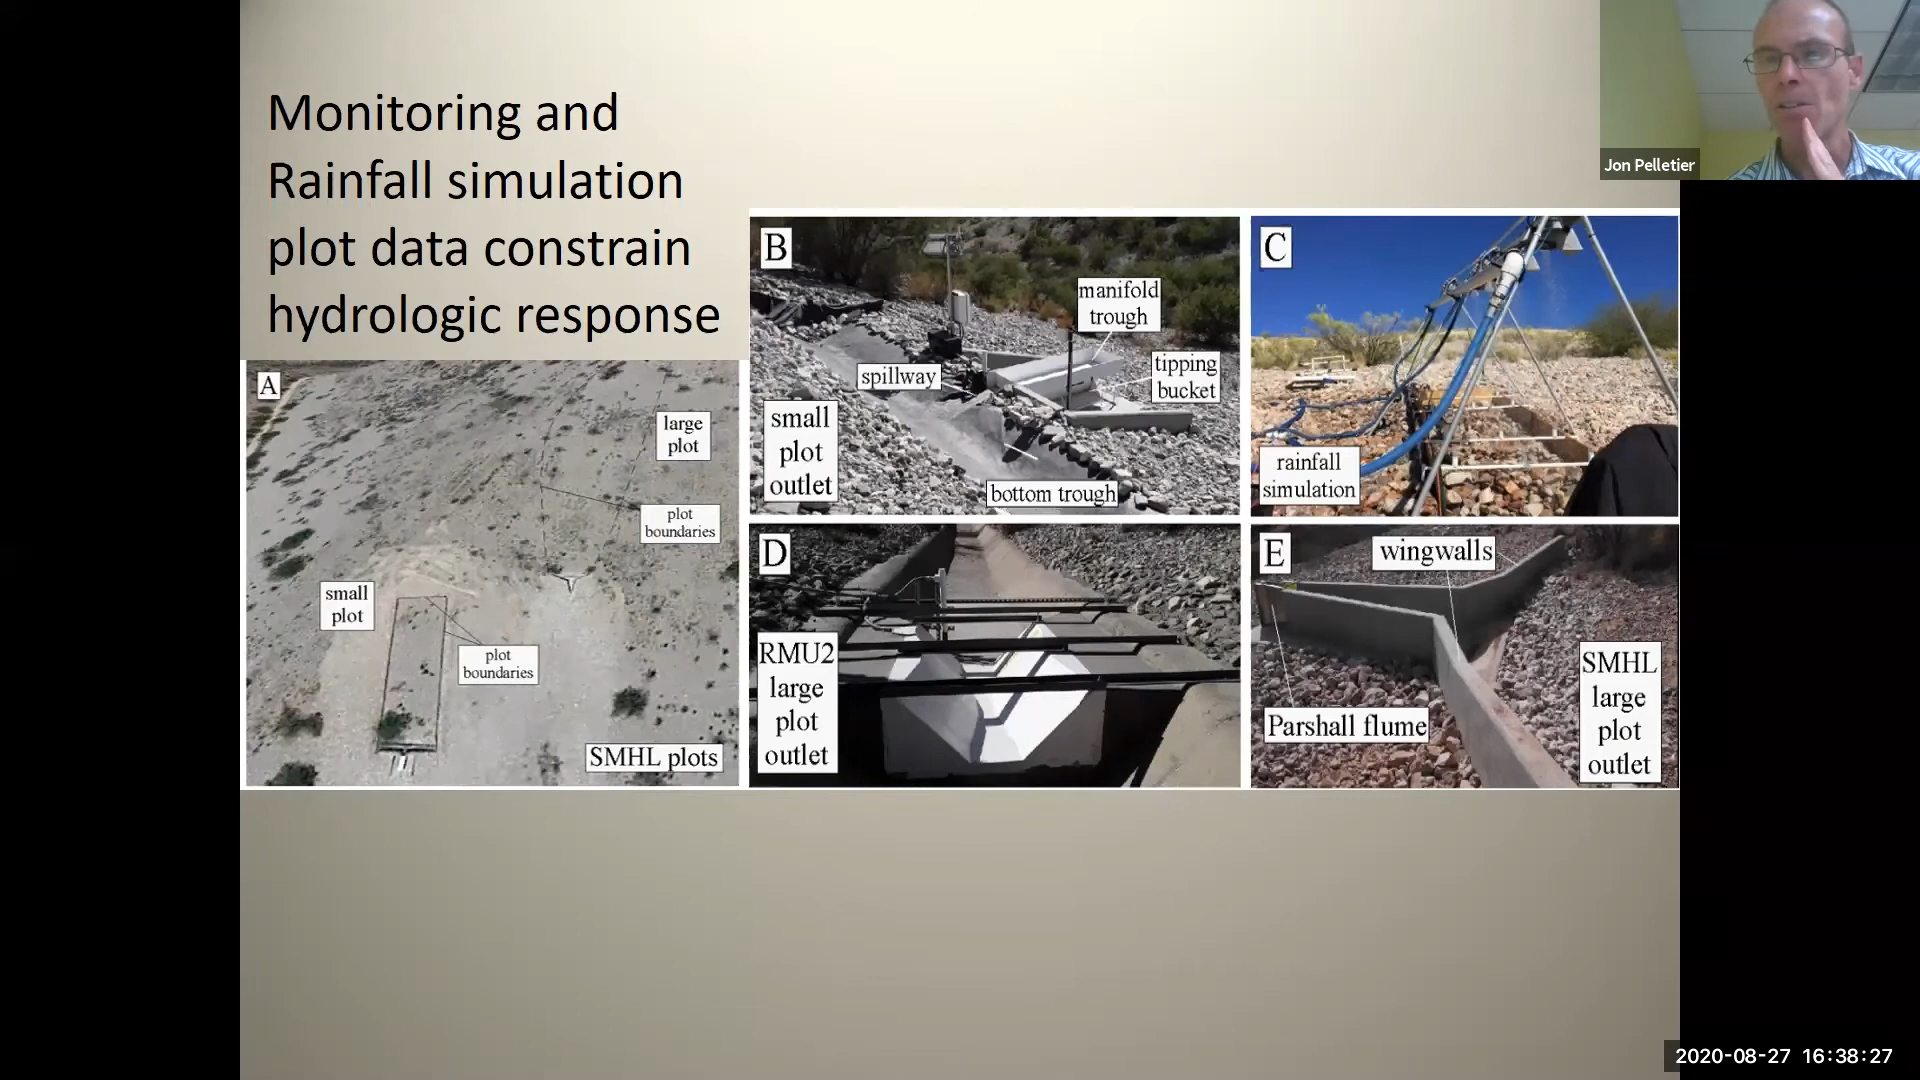 Monitoring and
Rainfall simulation
plot data constrain
hydrologic response
Jon Pelletier
A
large
plot
plot
boundaries
small
plot
plot
boundaries
SMHL plots
B
manifold
trough
spillway
tipping
bucket
small
plot
outlet
bottom trough
C
rainfall
simulation
D
RMU2
large
plot
outlet
E
wingwalls
Parshall flume
SMHL
large
plot
outlet
2020-08-27 16:38:27